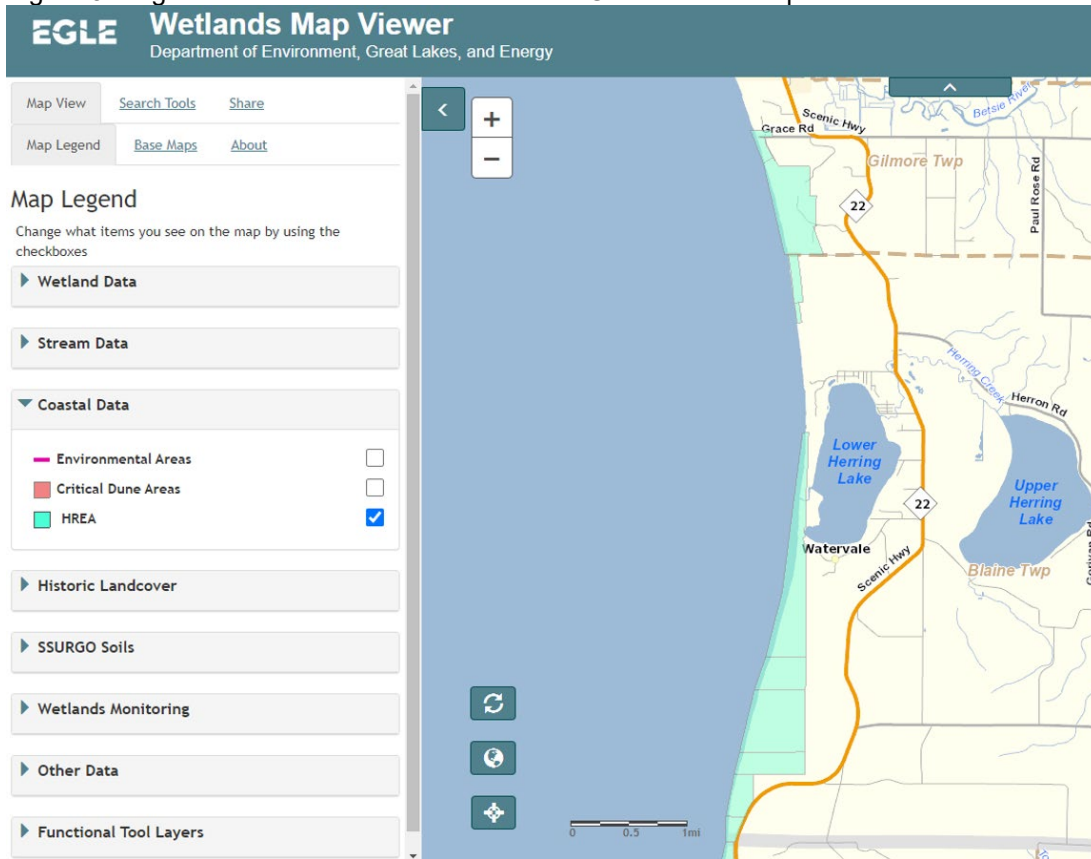 EGLE Wetlands Map Viewer
Department of Environment, Great Lakes, and Energy
Map View Search Tools Share
Map Legend Base Maps About
Map Legend
Change what items you see on the map by using the
checkboxes
Wetland Data
Stream Data
Coastal Data
Environmental Areas
Critical Dune Areas
HREA
Historic Landcover
SSURGO Soils
Wetlands Monitoring
Other Data
Functional Tool Layers
+
−
Betsie River
Scenic Hwy
Grace Rd
Gilmore Twp
Paul Rose Rd
22
Herring Creek
Herron Rd
Lower
Herring
Lake
Upper
Herring
Lake
22
Watervale
Scenic Hwy
Blaine Twp
0 0.5 1mi